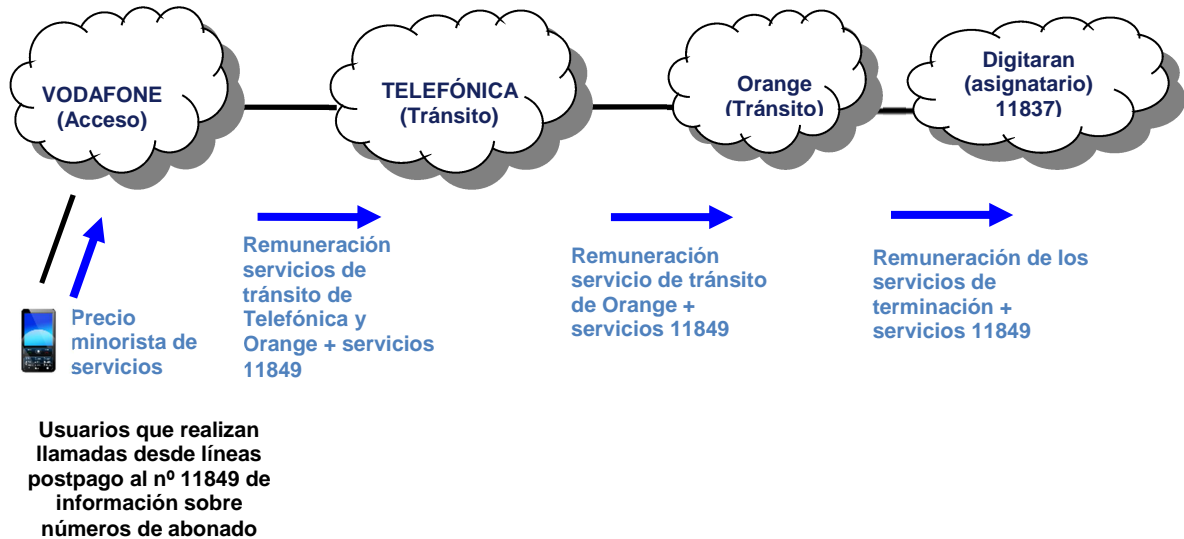 VODAFONE
(Acceso)
TELEFÓNICA
(Tránsito)
Orange
(Tránsito)
Digitaran
(asignatario)
11837)
Remuneración
servicios de
tránsito de
Telefónica y
Orange + servicios
11849
Remuneración
servicio de tránsito
de Orange +
servicios 11849
Remuneración de los
servicios de
terminación +
servicios 11849
Precio
minorista de
servicios
Usuarios que realizan
llamadas desde líneas
postpago al nº 11849 de
información sobre
números de abonado